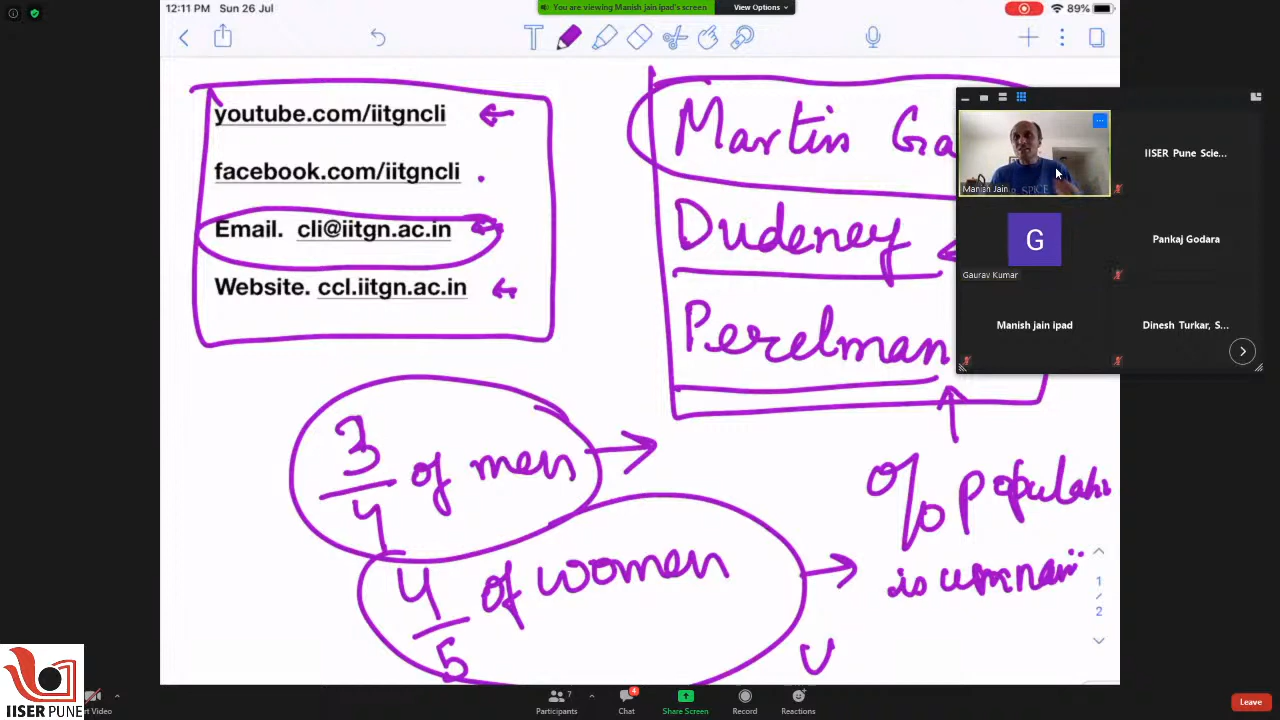 12:11 PM Sun 26 Jul
You are viewing Manish jain ipad's screen
View Options
89%
youtube.com/iitgncli
facebook.com/iitgncli
Email. cli@iitgn.ac.in
Website. ccl.iitgn.ac.in
Martin
Dudeney
Perelman
3/4 of men
4/5 of women
%
is
Manish Jain
IISER Pune Scie...
G
Gaurav Kumar
Pankaj Godara
Manish jain ipad
Dinesh Turkar, S...
1
/
2
IISER PUNE
Video
Participants
7
Chat
4
Share Screen
Record
Reactions
Leave